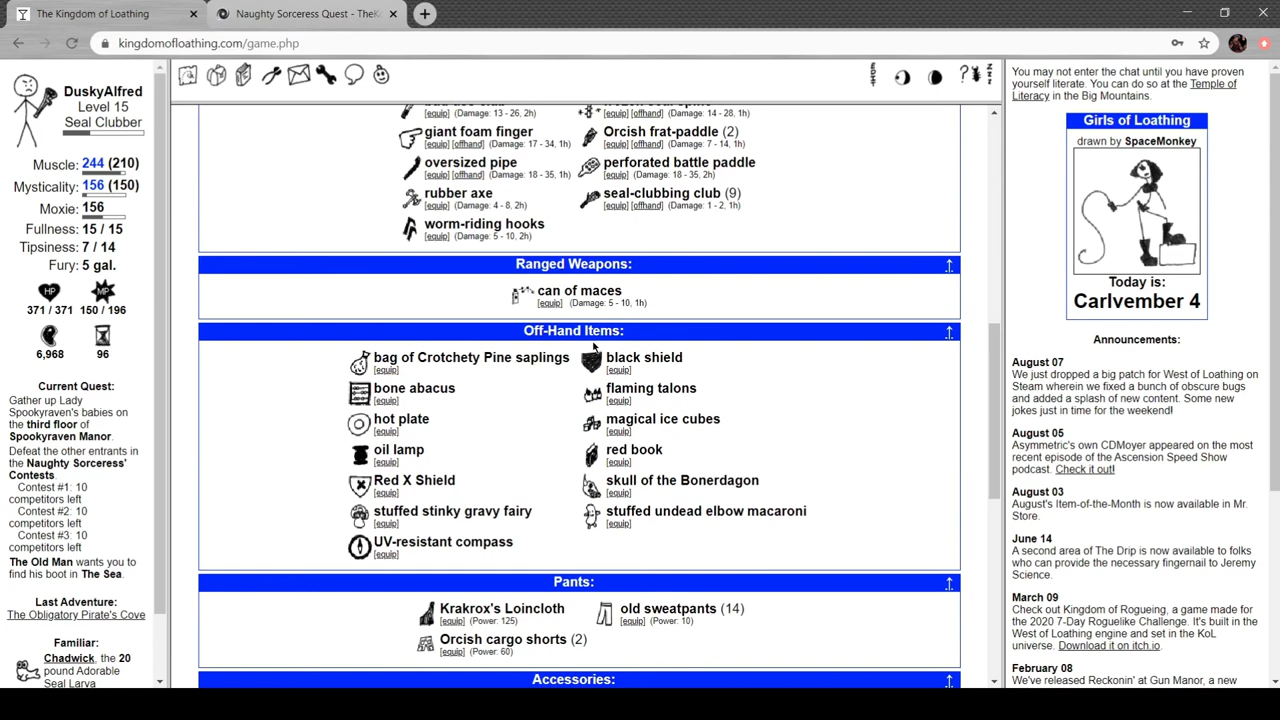 The Kingdom of Loathing
Naughty Sorceress Quest - TheK
kingdomofloathing.com/game.php
DuskyAlfred
Level 15
Seal Clubber
Muscle: 244 (210)
Mysticality: 156 (150)
Moxie: 156
Fullness: 15 / 15
Tipsiness: 7 / 14
Fury: 5 gal.
HP
MP
371 / 371
150 / 196
6,968
96
Current Quest:
Gather up Lady
Spookyraven's babies on
the third floor of
Spookyraven Manor.
Defeat the other entrants in
the Naughty Sorceress'
Contests.
Contest #1: 10
competitors left
Contest #2: 10
competitors left
Contest #3: 10
competitors left
The Old Man wants you to
find his boot in The Sea.
Last Adventure:
The Obligatory Pirate's Cove
Familiar:
Chadwick, the 20
pound Adorable
Seal Larva
[equip] [offhand] (Damage: 13 - 26, 2h)
[equip] [offhand] (Damage: 14 - 28, 1h)
giant foam finger
[equip] [offhand] (Damage: 17 - 34, 1h)
Orcish frat-paddle (2)
[equip] [offhand] (Damage: 7 - 14, 1h)
oversized pipe
[equip] [offhand] (Damage: 18 - 35, 1h)
perforated battle paddle
[equip] (Damage: 18 - 35, 2h)
rubber axe
[equip] (Damage: 4 - 8, 2h)
seal-clubbing club (9)
[equip] [offhand] (Damage: 1 - 2, 1h)
worm-riding hooks
[equip] (Damage: 5 - 10, 2h)
Ranged Weapons:
can of maces
[equip] (Damage: 5 - 10, 1h)
Off-Hand Items:
bag of Crotchety Pine saplings
[equip]
black shield
[equip]
bone abacus
[equip]
flaming talons
[equip]
hot plate
[equip]
magical ice cubes
[equip]
oil lamp
[equip]
red book
[equip]
Red X Shield
[equip]
skull of the Bonerdagon
[equip]
stuffed stinky gravy fairy
[equip]
stuffed undead elbow macaroni
[equip]
UV-resistant compass
[equip]
Pants:
Krakrox's Loincloth
[equip] (Power: 125)
old sweatpants (14)
[equip] (Power: 10)
Orcish cargo shorts (2)
[equip] (Power: 60)
Accessories:
You may not enter the chat until you have proven
yourself literate. You can do so at the Temple of
Literacy in the Big Mountains.
Girls of Loathing
drawn by SpaceMonkey
Today is:
Carlvember 4
Announcements:
August 07
We just dropped a big patch for West of Loathing on
Steam wherein we fixed a bunch of obscure bugs
and added a splash of new content. Some new
jokes just in time for the weekend!
August 05
Asymmetric's own CDMoyer appeared on the most
recent episode of the Ascension Speed Show
podcast. Check it out!
August 03
August's Item-of-the-Month is now available in Mr.
Store.
June 14
A second area of The Drip is now available to folks
who can provide the necessary fingernail to Jeremy
Science.
March 09
Check out Kingdom of Rogueing, a game made for
the 2020 7-Day Roguelike Challenge. It's built in the
West of Loathing engine and set in the KoL
universe. Download it on itch.io.
February 08
We've released Reckonin' at Gun Manor, a new